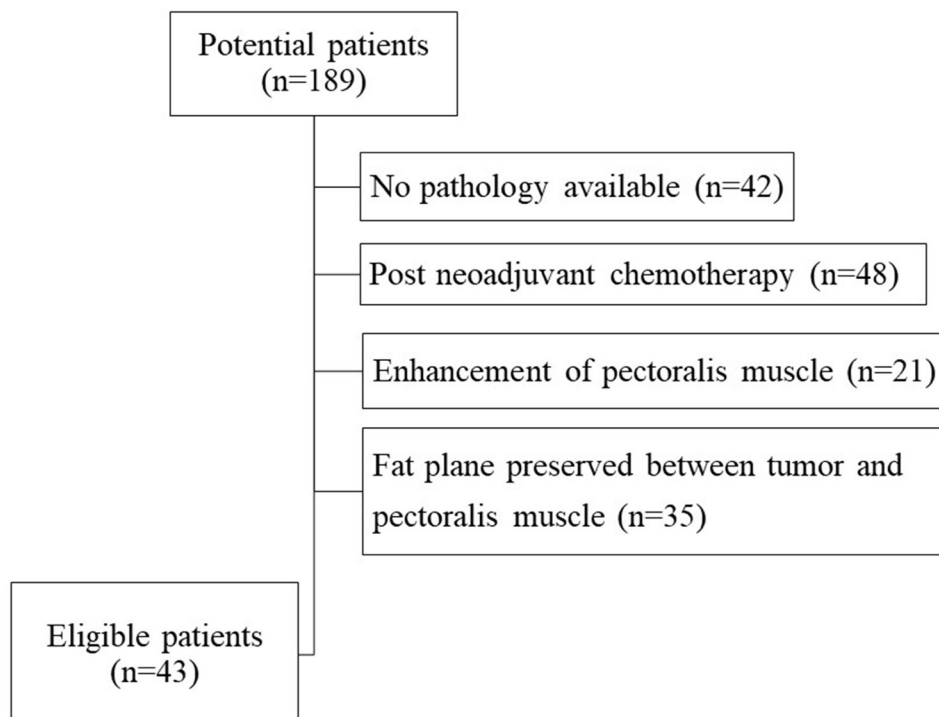 Potential patients
(n=189)
No pathology available (n=42)
Post neoadjuvant chemotherapy (n=48)
Enhancement of pectoralis muscle (n=21)
Fat plane preserved between tumor and
pectoralis muscle (n=35)
Eligible patients
(n=43)